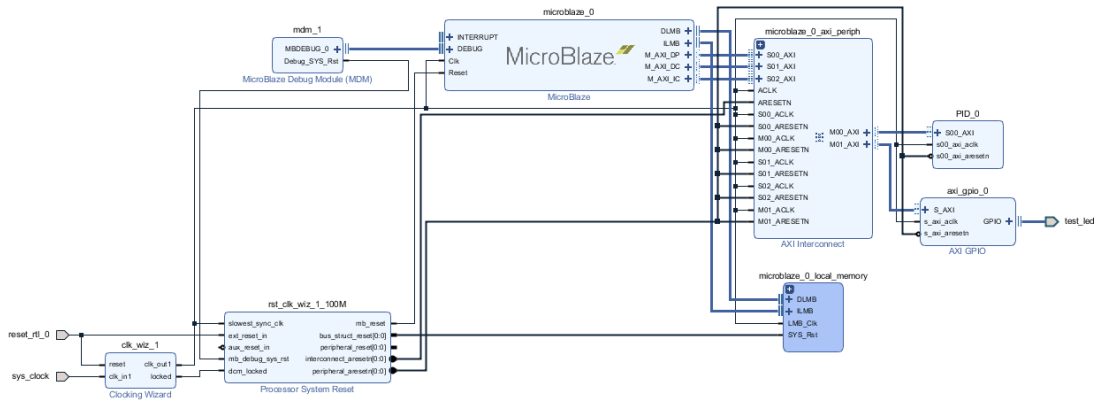 mdm_1
MBDEBUG_0
Debug_SYS_Rst
MicroBlaze Debug Module (MDM)
microblaze_0
INTERRUPT
DEBUG
Clk
Reset
MicroBlaze
DLMB
ILMB
M_AXI_DP
M_AXI_DC
M_AXI_IC
MicroBlaze
microblaze_0_axi_periph
S00_AXI
S01_AXI
S02_AXI
ACLK
ARESETN
S00_ACLK
S00_ARESETN
M00_ACLK
M00_ARESETN
S01_ACLK
S01_ARESETN
S02_ACLK
S02_ARESETN
M01_ACLK
M01_ARESETN
M00_AXI
M01_AXI
AXI Interconnect
PID_0
S00_AXI
s00_axi_aclk
s00_axi_aresetn
axi_gpio_0
S_AXI
s_axi_aclk
s_axi_aresetn
GPIO
AXI GPIO
test_led
microblaze_0_local_memory
DLMB
ILMB
LMB_Clk
SYS_Rst
rst_clk_wiz_1_100M
slowest_sync_clk
ext_reset_in
aux_reset_in
mb_debug_sys_rst
dcm_locked
mb_reset
bus_struct_reset[0:0]
peripheral_reset[0:0]
interconnect_aresetn[0:0]
peripheral_aresetn[0:0]
Processor System Reset
reset_rtl_0
sys_clock
clk_wiz_1
reset
clk_in1
clk_out1
locked
Clocking Wizard